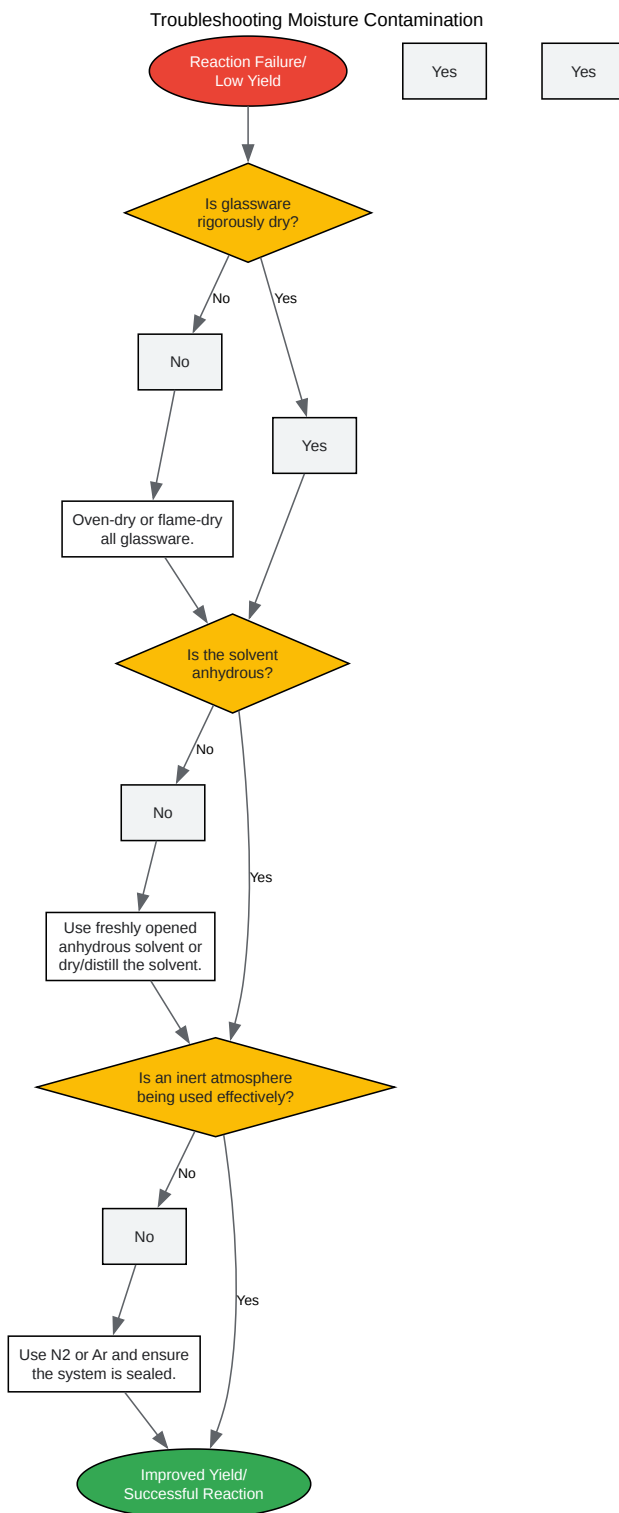 Troubleshooting Moisture Contamination
Reaction Failure/
Low Yield
Yes
Yes
Is glassware
rigorously dry?
No
Yes
No
Yes
Oven-dry or flame-dry
all glassware.
Is the solvent
anhydrous?
No
No
Yes
Use freshly opened
anhydrous solvent or
dry/distill the solvent.
Is an inert atmosphere
being used effectively?
No
No
Yes
Use N2 or Ar and ensure
the system is sealed.
Improved Yield/
Successful Reaction